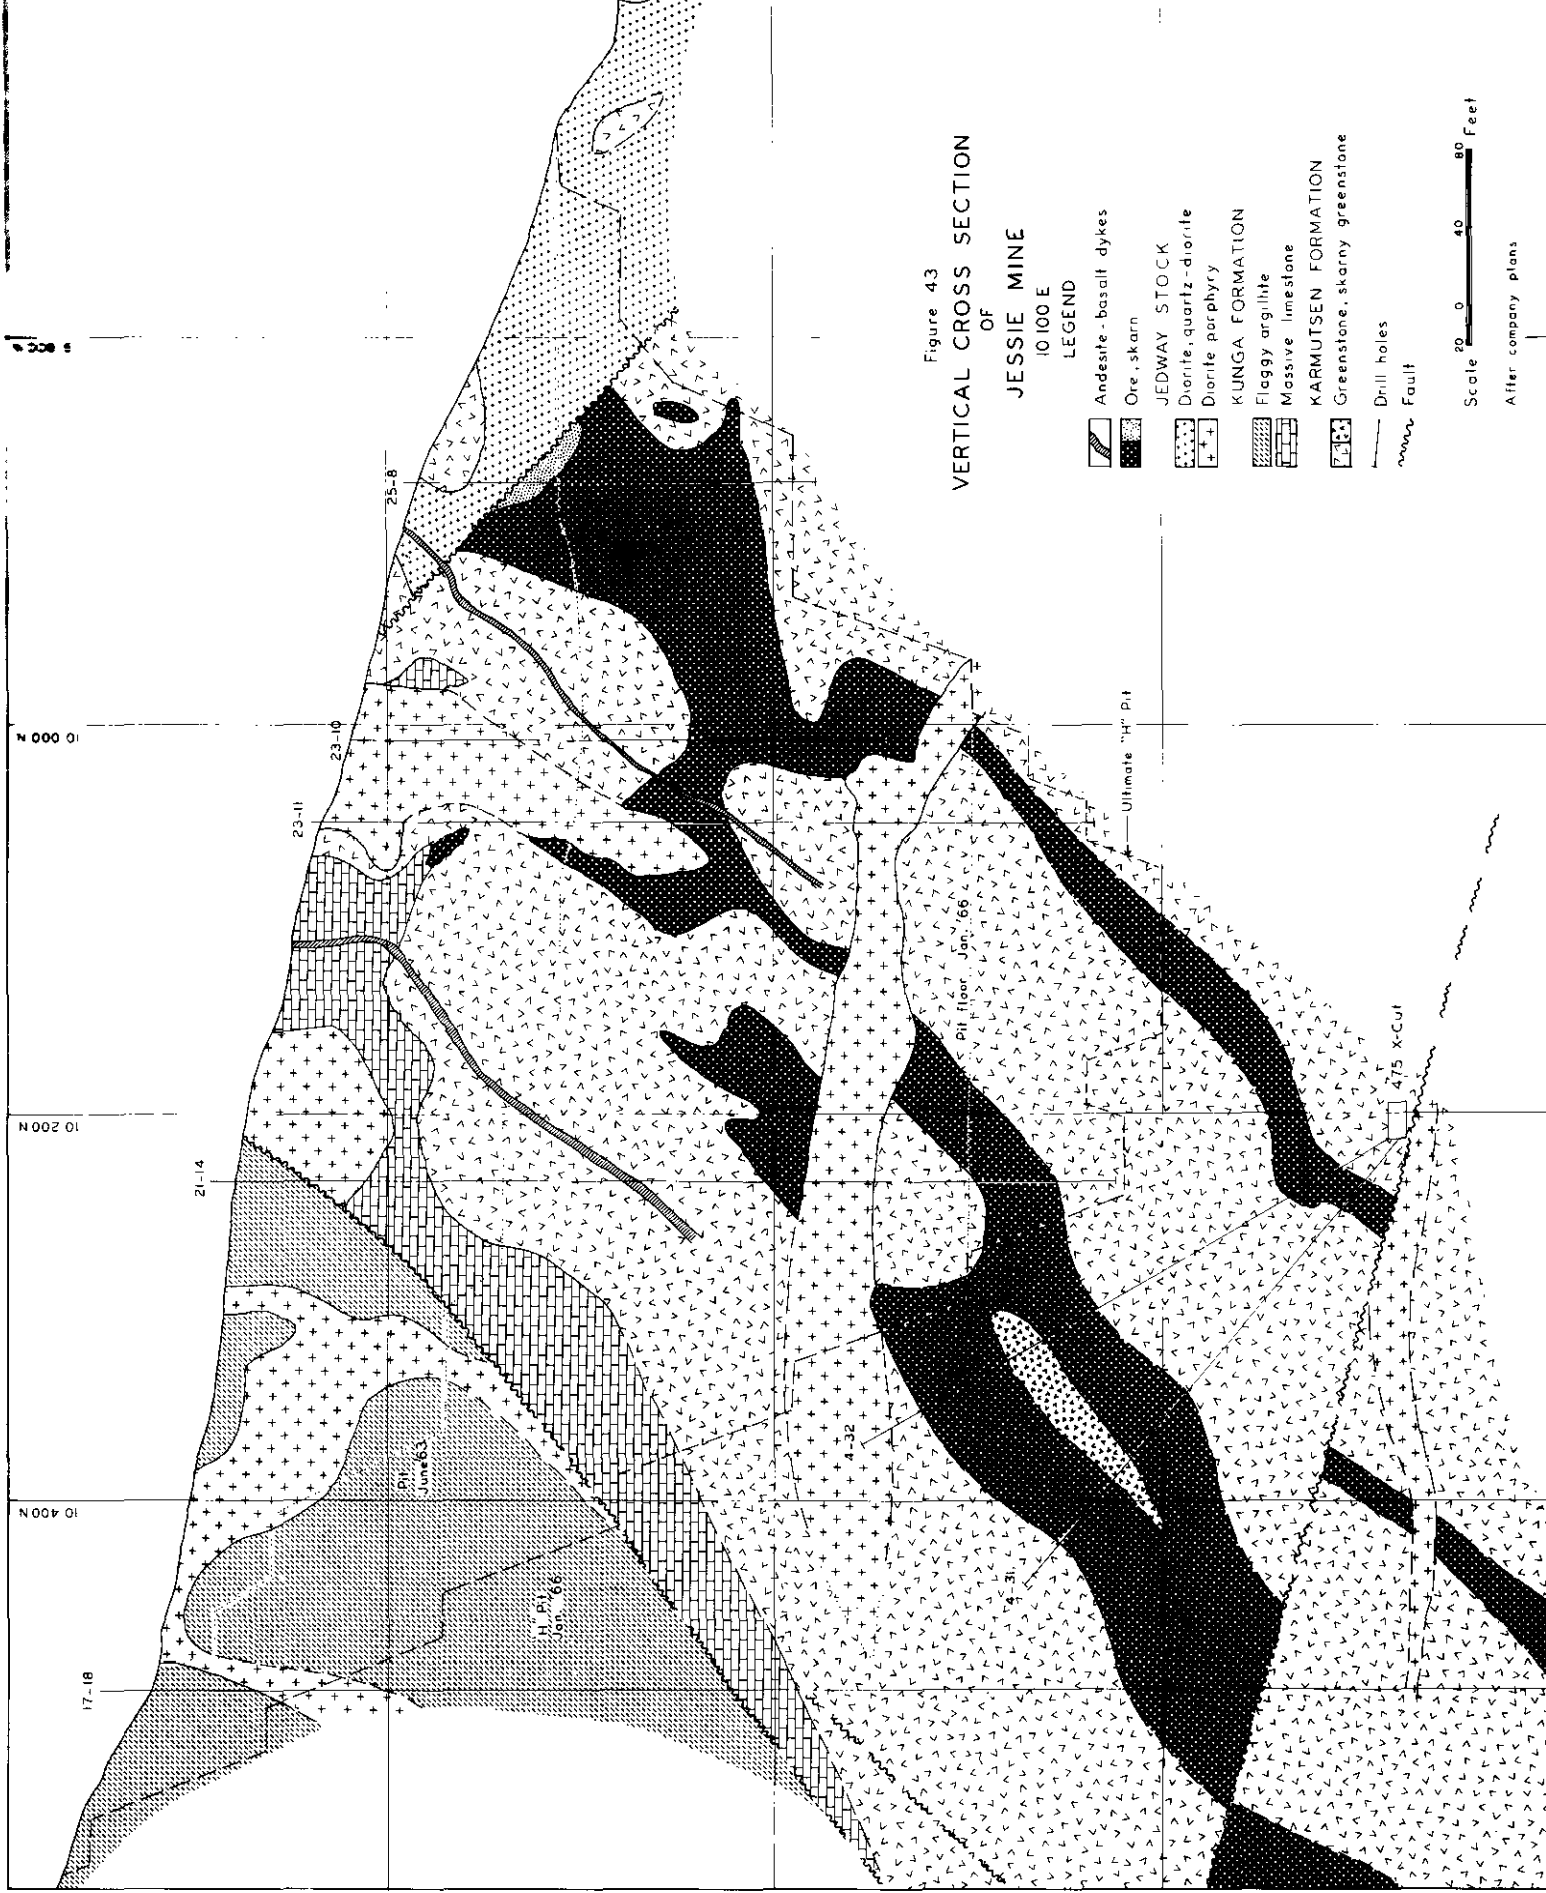 Figure 43
VERTICAL CROSS SECTION
OF
JESSIE MINE
10 100 E
LEGEND
Andesite-basalt dykes
Ore, skarn
JEDWAY STOCK
Diorite, quartz-diorite
Diorite porphyry
KUNGA FORMATION
Flaggy argillite
Massive limestone
KARMUTSEN FORMATION
Greenstone, skarny greenstone
Drill holes
Fault
Scale
20 0 40 80 Feet
After company plans
10 000 N
10 200 N
10 400 N
17-18
21-14
23-11
23-10
25-8
Pit
June 63
"H" Pit
Jan. '66
4-32
4-31
Pit floor Jan. '66
Ultimate "H" Pit
475 X-Cut